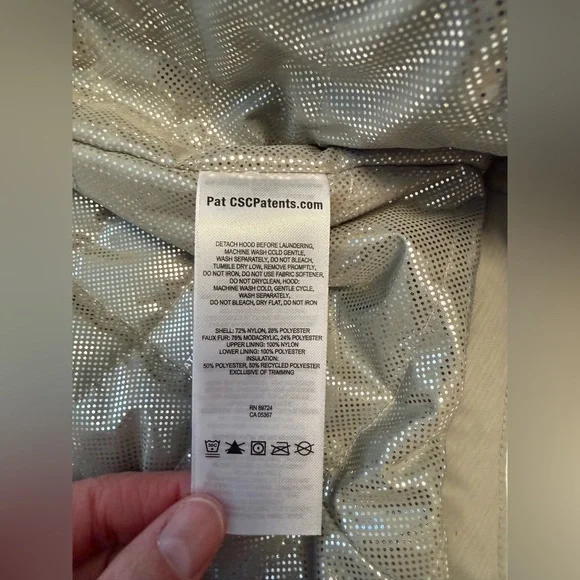 Pat CSCPatents.com
DETACH HOOD BEFORE LAUNDERING,
MACHINE WASH COLD GENTLE,
WASH SEPARATELY, DO NOT BLEACH,
TUMBLE DRY LOW, REMOVE PROMPTLY,
DO NOT IRON, DO NOT USE FABRIC SOFTENER,
DO NOT DRYCLEAN, HOOD:
MACHINE WASH COLD, GENTLE CYCLE,
WASH SEPARATELY,
DO NOT BLEACH, DRY FLAT, DO NOT IRON
SHELL: 72% NYLON, 28% POLYESTER
FAUX FUR: 76% MODACRYLIC, 24% POLYESTER
UPPER LINING: 100% NYLON
LOWER LINING: 100% POLYESTER
INSULATION:
50% POLYESTER, 50% RECYCLED POLYESTER
EXCLUSIVE OF TRIMMING
RN 89724
CA 05367